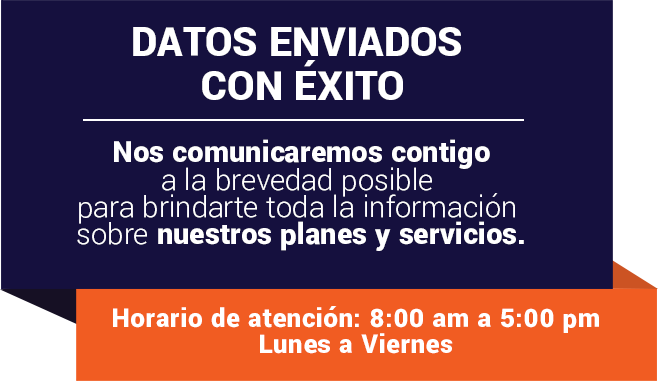 DATOS ENVIADOS
CON ÉXITO
Nos comunicaremos contigo
a la brevedad posible
para brindarte toda la información
sobre nuestros planes y servicios.
Horario de atención: 8:00 am a 5:00 pm
Lunes a Viernes